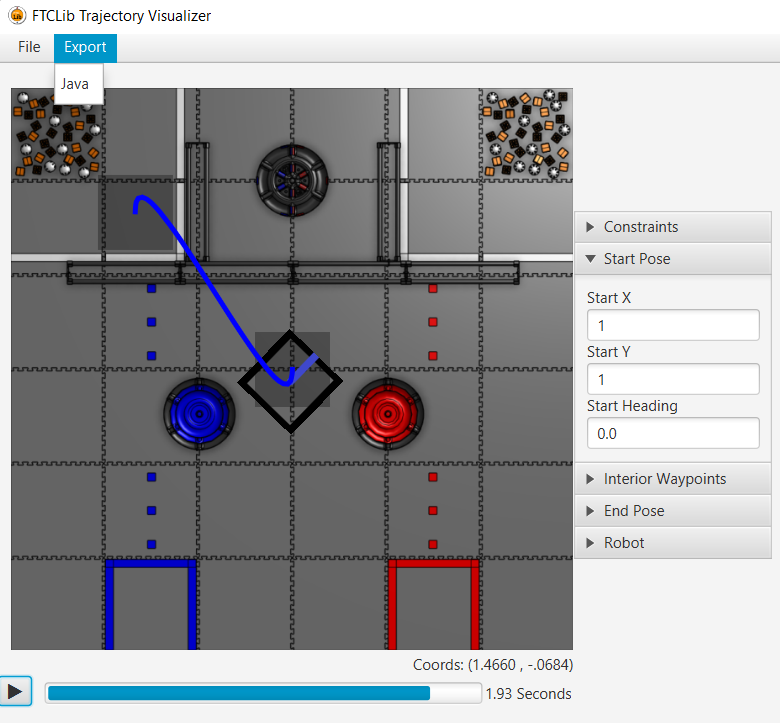 FTCLib Trajectory Visualizer
File Export
Java
Constraints
Start Pose
Start X
1
Start Y
1
Start Heading
0.0
Interior Waypoints
End Pose
Robot
Coords: (1.4660 , -.0684)
1.93 Seconds